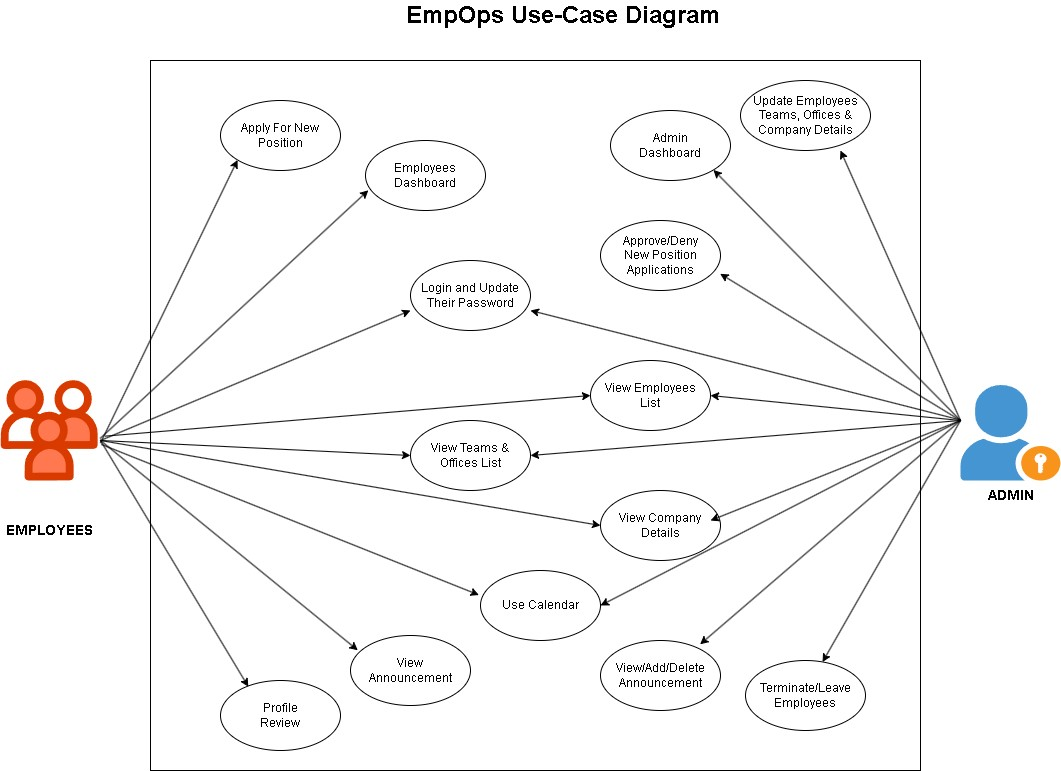 EmpOps Use-Case Diagram
Update Employees
Teams, Offices &
Company Details
Apply For New
Position
Admin
Dashboard
Employees
Dashboard
Approve/Deny
New Position
Applications
Login and Update
Their Password
View Employees
List
View Teams &
Offices List
ADMIN
View Company
Details
EMPLOYEES
Use Calendar
View
Announcement
View/Add/Delete
Announcement
Terminate/Leave
Employees
Profile
Review